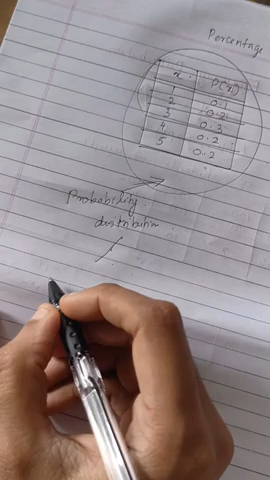 Percentage
x P(x)
1 0.1
2 0.2
3 0.3
4 0.2
5 0.2
Probability
distribution